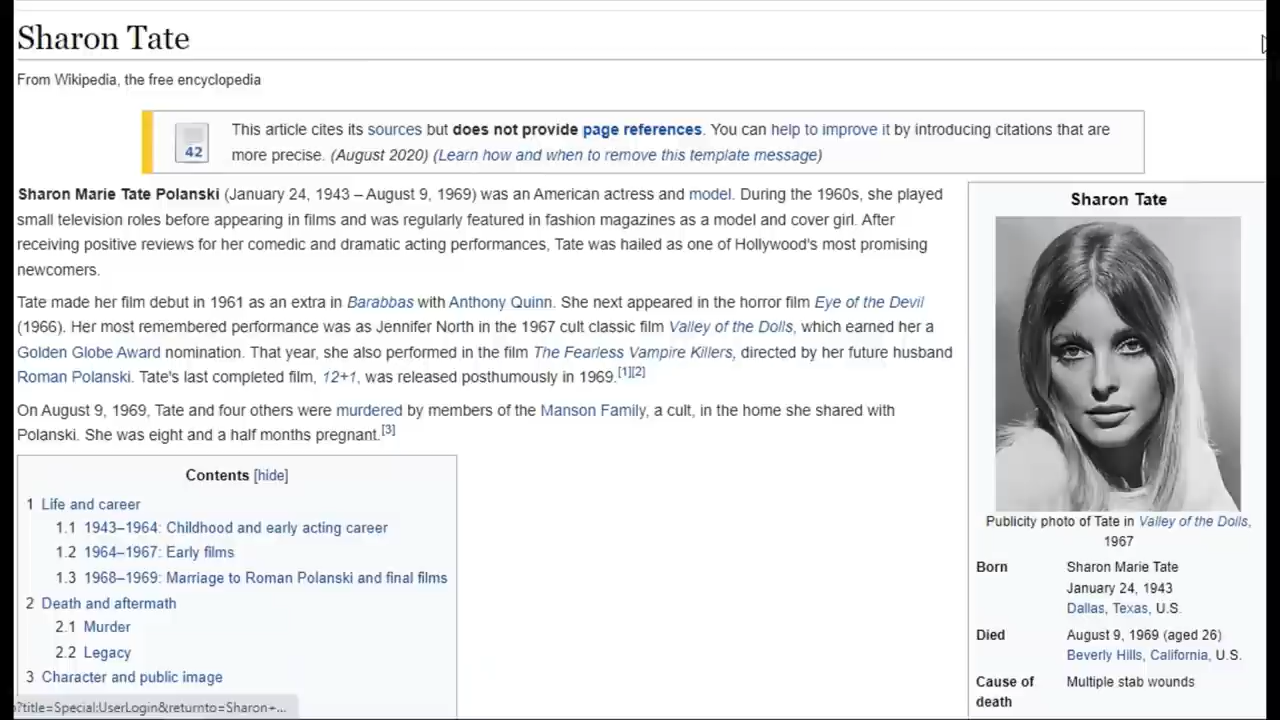 Sharon Tate
From Wikipedia, the free encyclopedia
42
This article cites its sources but does not provide page references. You can help to improve it by introducing citations that are
more precise. (August 2020) (Learn how and when to remove this template message)
Sharon Marie Tate Polanski (January 24, 1943 – August 9, 1969) was an American actress and model. During the 1960s, she played
small television roles before appearing in films and was regularly featured in fashion magazines as a model and cover girl. After
receiving positive reviews for her comedic and dramatic acting performances, Tate was hailed as one of Hollywood's most promising
newcomers.
Tate made her film debut in 1961 as an extra in Barabbas with Anthony Quinn. She next appeared in the horror film Eye of the Devil
(1966). Her most remembered performance was as Jennifer North in the 1967 cult classic film Valley of the Dolls, which earned her a
Golden Globe Award nomination. That year, she also performed in the film The Fearless Vampire Killers, directed by her future husband
Roman Polanski. Tate's last completed film, 12+1, was released posthumously in 1969.[1][2]
On August 9, 1969, Tate and four others were murdered by members of the Manson Family, a cult, in the home she shared with
Polanski. She was eight and a half months pregnant.[3]
Contents [hide]
1 Life and career
1.1 1943–1964: Childhood and early acting career
1.2 1964–1967: Early films
1.3 1968–1969: Marriage to Roman Polanski and final films
2 Death and aftermath
2.1 Murder
2.2 Legacy
3 Character and public image
?title=Special:UserLogin&returnto=Sharon+...
Sharon Tate
Publicity photo of Tate in Valley of the Dolls,
1967
Born Sharon Marie Tate
January 24, 1943
Dallas, Texas, U.S.
Died August 9, 1969 (aged 26)
Beverly Hills, California, U.S.
Cause of Multiple stab wounds
death